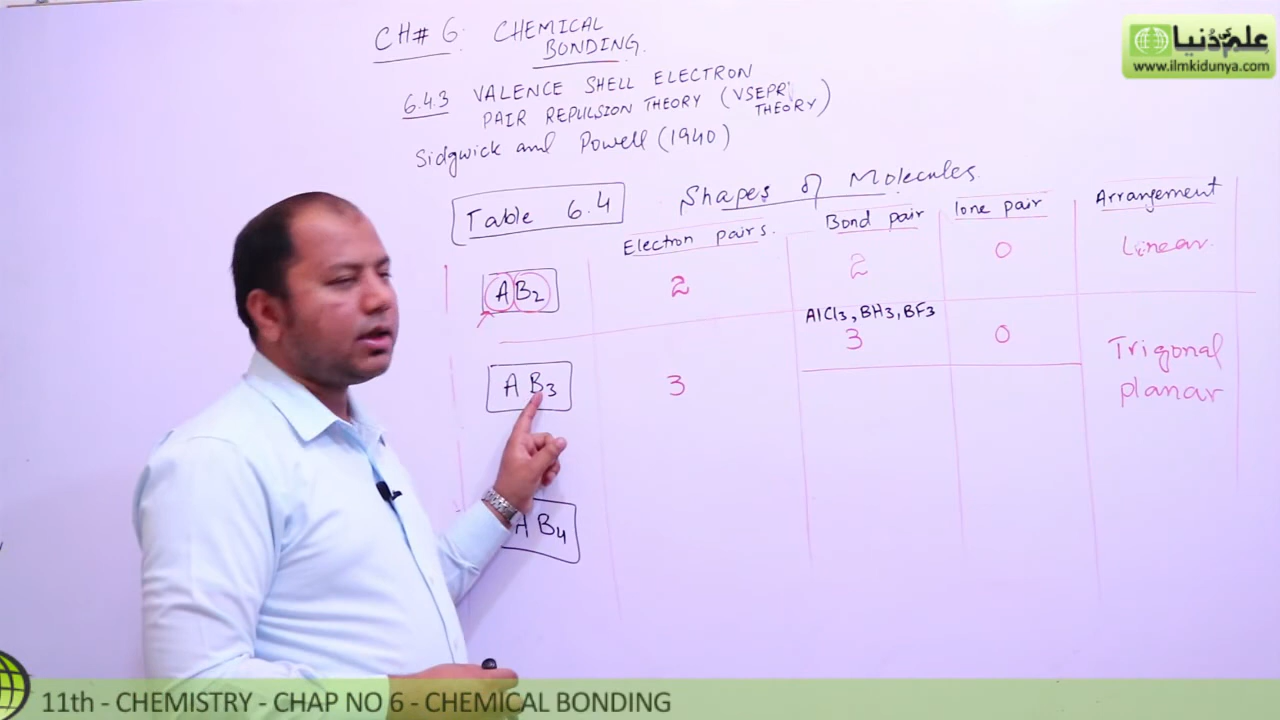 CH# 6: CHEMICAL
BONDING.
6.4.3 VALENCE SHELL ELECTRON
PAIR REPULSION THEORY (VSEPR
THEORY)
Sidgwick and Powell (1940)
Table 6.4
Shapes of Molecules
Electron pairs.
Bond pair
lone pair
Arrangement
AB2
2
2
0
Linear.
AlCl3, BH3, BF3
AB3
3
3
0
Trigonal
planar
AB4
علم کی دُنیا
www.ilmkidunya.com
11th - CHEMISTRY - CHAP NO 6 - CHEMICAL BONDING